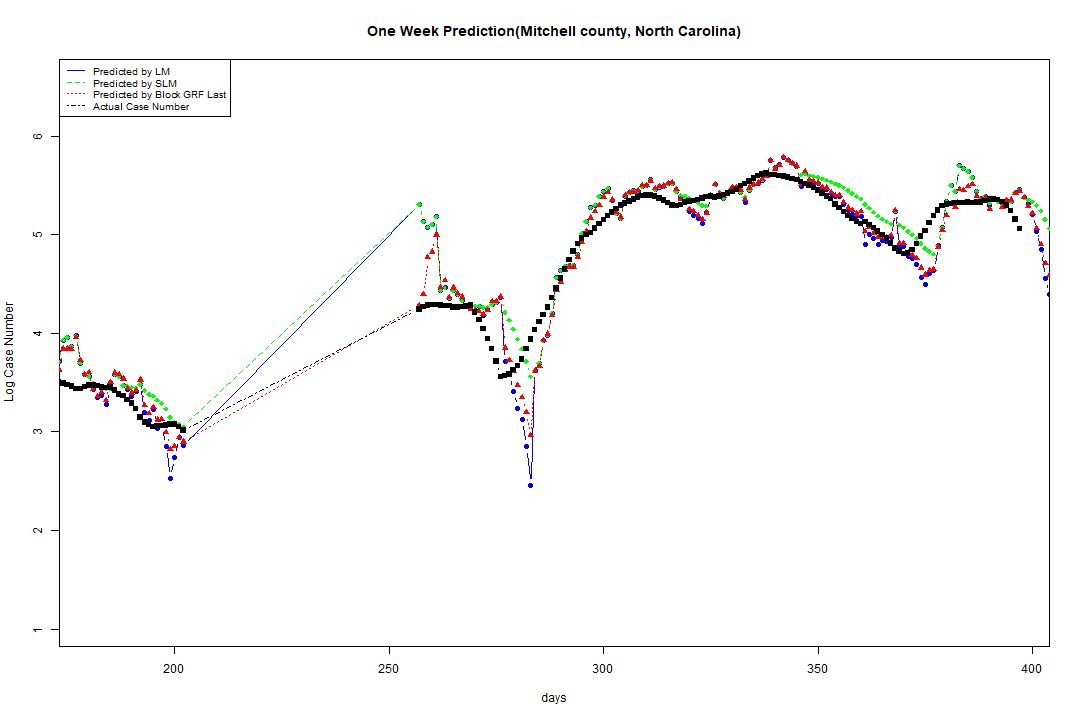 One Week Prediction(Mitchell county, North Carolina)
Predicted by LM
Predicted by SLM
Predicted by Block GRF Last
Actual Case Number
6
5
4
3
2
1
Log Case Number
200
250
300
350
400
days